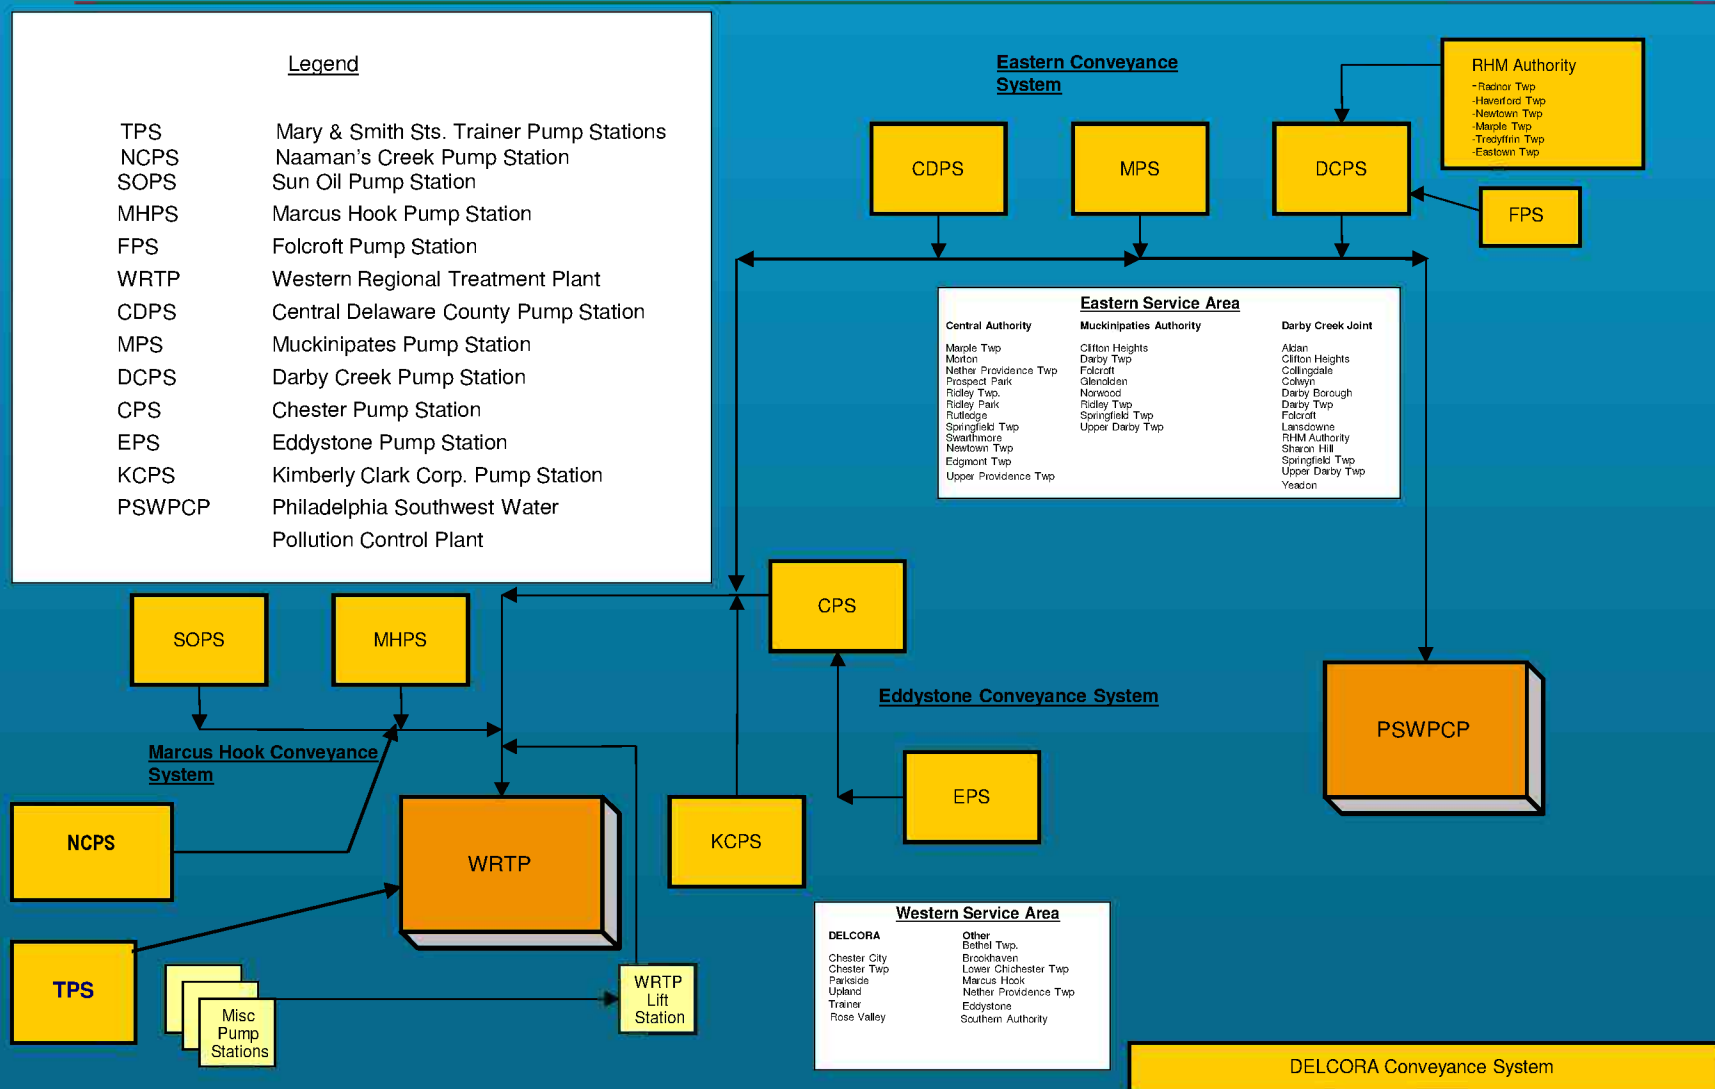 Legend
TPS Mary & Smith Sts. Trainer Pump Stations
NCPS Naaman's Creek Pump Station
SOPS Sun Oil Pump Station
MHPS Marcus Hook Pump Station
FPS Folcroft Pump Station
WRTP Western Regional Treatment Plant
CDPS Central Delaware County Pump Station
MPS Muckinipates Pump Station
DCPS Darby Creek Pump Station
CPS Chester Pump Station
EPS Eddystone Pump Station
KCPS Kimberly Clark Corp. Pump Station
PSWPCP Philadelphia Southwest Water
Pollution Control Plant
Eastern Conveyance
System
RHM Authority
-Radnor Twp
-Haverford Twp
-Newtown Twp
-Marple Twp
-Tredyffrin Twp
-Eastown Twp
CDPS
MPS
DCPS
FPS
Eastern Service Area
Central Authority
Marple Twp
Morton
Nether Providence Twp
Prospect Park
Ridley Twp.
Ridley Park
Rutledge
Springfield Twp
Swarthmore
Newtown Twp
Edgmont Twp
Upper Providence Twp
Muckinipaties Authority
Clifton Heights
Darby Twp
Folcroft
Glenolden
Norwood
Ridley Twp
Springfield Twp
Upper Darby Twp
Darby Creek Joint
Aldan
Clifton Heights
Collingdale
Colwyn
Darby Borough
Darby Twp
Folcroft
Lansdowne
RHM Authority
Sharon Hill
Springfield Twp
Upper Darby Twp
Yeadon
SOPS
MHPS
CPS
Eddystone Conveyance System
PSWPCP
Marcus Hook Conveyance
System
NCPS
WRTP
KCPS
EPS
TPS
Misc
Pump
Stations
WRTP
Lift
Station
Western Service Area
DELCORA
Chester City
Chester Twp
Parkside
Upland
Trainer
Rose Valley
Other
Bethel Twp.
Brookhaven
Lower Chichester Twp
Marcus Hook
Nether Providence Twp
Eddystone
Southern Authority
DELCORA Conveyance System